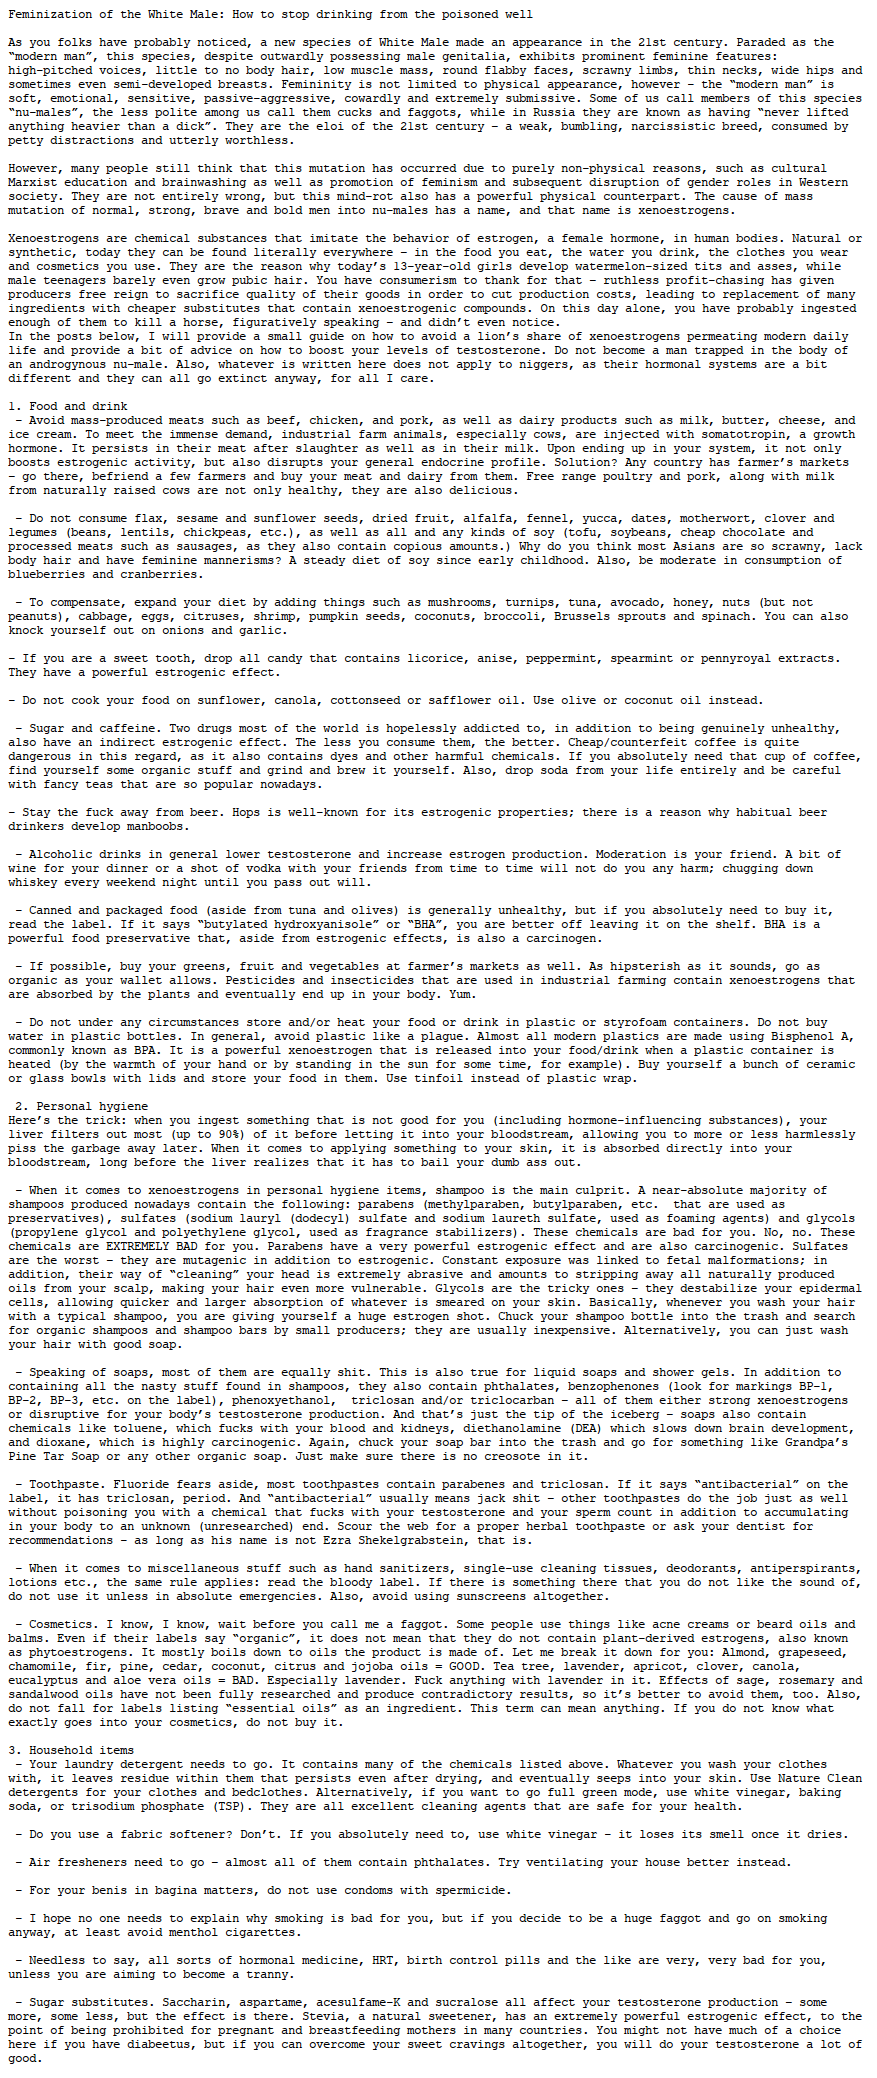 Feminization of the White Male: How to stop drinking from the poisoned well
As you folks have probably noticed, a new species of White Male made an appearance in the 21st century. Paraded as the
“modern man”, this species, despite outwardly possessing male genitalia, exhibits prominent feminine features:
high-pitched voices, little to no body hair, low muscle mass, round flabby faces, scrawny limbs, thin necks, wide hips and
sometimes even semi-developed breasts. Femininity is not limited to physical appearance, however – the “modern man” is
soft, emotional, sensitive, passive-aggressive, cowardly and extremely submissive. Some of us call members of this species
“nu-males”, the less polite among us call them cucks and faggots, while in Russia they are known as having “never lifted
anything heavier than a dick”. They are the eloi of the 21st century – a weak, bumbling, narcissistic breed, consumed by
petty distractions and utterly worthless.
However, many people still think that this mutation has occurred due to purely non-physical reasons, such as cultural
Marxist education and brainwashing as well as promotion of feminism and subsequent disruption of gender roles in Western
society. They are not entirely wrong, but this mind-rot also has a powerful physical counterpart. The cause of mass
mutation of normal, strong, brave and bold men into nu-males has a name, and that name is xenoestrogens.
Xenoestrogens are chemical substances that imitate the behavior of estrogen, a female hormone, in human bodies. Natural or
synthetic, today they can be found literally everywhere – in the food you eat, the water you drink, the clothes you wear
and cosmetics you use. They are the reason why today’s 13-year-old girls develop watermelon-sized tits and asses, while
male teenagers barely even grow pubic hair. You have consumerism to thank for that – ruthless profit-chasing has given
producers free reign to sacrifice quality of their goods in order to cut production costs, leading to replacement of many
ingredients with cheaper substitutes that contain xenoestrogenic compounds. On this day alone, you have probably ingested
enough of them to kill a horse, figuratively speaking – and didn’t even notice.
In the posts below, I will provide a small guide on how to avoid a lion’s share of xenoestrogens permeating modern daily
life and provide a bit of advice on how to boost your levels of testosterone. Do not become a man trapped in the body of
an androgynous nu-male. Also, whatever is written here does not apply to niggers, as their hormonal systems are a bit
different and they can all go extinct anyway, for all I care.
1. Food and drink
– Avoid mass-produced meats such as beef, chicken, and pork, as well as dairy products such as milk, butter, cheese, and
ice cream. To meet the immense demand, industrial farm animals, especially cows, are injected with somatotropin, a growth
hormone. It persists in their meat after slaughter as well as in their milk. Upon ending up in your system, it not only
boosts estrogenic activity, but also disrupts your general endocrine profile. Solution? Any country has farmer’s markets
– go there, befriend a few farmers and buy your meat and dairy from them. Free range poultry and pork, along with milk
from naturally raised cows are not only healthy, they are also delicious.
– Do not consume flax, sesame and sunflower seeds, dried fruit, alfalfa, fennel, yucca, dates, motherwort, clover and
legumes (beans, lentils, chickpeas, etc.), as well as all and any kinds of soy (tofu, soybeans, cheap chocolate and
processed meats such as sausages, as they also contain copious amounts.) Why do you think most Asians are so scrawny, lack
body hair and have feminine mannerisms? A steady diet of soy since early childhood. Also, be moderate in consumption of
blueberries and cranberries.
– To compensate, expand your diet by adding things such as mushrooms, turnips, tuna, avocado, honey, nuts (but not
peanuts), cabbage, eggs, citruses, shrimp, pumpkin seeds, coconuts, broccoli, Brussels sprouts and spinach. You can also
knock yourself out on onions and garlic.
– If you are a sweet tooth, drop all candy that contains licorice, anise, peppermint, spearmint or pennyroyal extracts.
They have a powerful estrogenic effect.
– Do not cook your food on sunflower, canola, cottonseed or safflower oil. Use olive or coconut oil instead.
– Sugar and caffeine. Two drugs most of the world is hopelessly addicted to, in addition to being genuinely unhealthy,
also have an indirect estrogenic effect. The less you consume them, the better. Cheap/counterfeit coffee is quite
dangerous in this regard, as it also contains dyes and other harmful chemicals. If you absolutely need that cup of coffee,
find yourself some organic stuff and grind and brew it yourself. Also, drop soda from your life entirely and be careful
with fancy teas that are so popular nowadays.
– Stay the fuck away from beer. Hops is well-known for its estrogenic properties; there is a reason why habitual beer
drinkers develop manboobs.
– Alcoholic drinks in general lower testosterone and increase estrogen production. Moderation is your friend. A bit of
wine for your dinner or a shot of vodka with your friends from time to time will not do you any harm; chugging down
whiskey every weekend night until you pass out will.
– Canned and packaged food (aside from tuna and olives) is generally unhealthy, but if you absolutely need to buy it,
read the label. If it says “butylated hydroxyanisole” or “BHA”, you are better off leaving it on the shelf. BHA is a
powerful food preservative that, aside from estrogenic effects, is also a carcinogen.
– If possible, buy your greens, fruit and vegetables at farmer’s markets as well. As hipsterish as it sounds, go as
organic as your wallet allows. Pesticides and insecticides that are used in industrial farming contain xenoestrogens that
are absorbed by the plants and eventually end up in your body. Yum.
– Do not under any circumstances store and/or heat your food or drink in plastic or styrofoam containers. Do not buy
water in plastic bottles. In general, avoid plastic like a plague. Almost all modern plastics are made using Bisphenol A,
commonly known as BPA. It is a powerful xenoestrogen that is released into your food/drink when a plastic container is
heated (by the warmth of your hand or by standing in the sun for some time, for example). Buy yourself a bunch of ceramic
or glass bowls with lids and store your food in them. Use tinfoil instead of plastic wrap.
2. Personal hygiene
Here’s the trick: when you ingest something that is not good for you (including hormone-influencing substances), your
liver filters out most (up to 90%) of it before letting it into your bloodstream, allowing you to more or less harmlessly
piss the garbage away later. When it comes to applying something to your skin, it is absorbed directly into your
bloodstream, long before the liver realizes that it has to bail your dumb ass out.
– When it comes to xenoestrogens in personal hygiene items, shampoo is the main culprit. A near-absolute majority of
shampoos produced nowadays contain the following: parabens (methylparaben, butylparaben, etc.  that are used as
preservatives), sulfates (sodium lauryl (dodecyl) sulfate and sodium laureth sulfate, used as foaming agents) and glycols
(propylene glycol and polyethylene glycol, used as fragrance stabilizers). These chemicals are bad for you. No, no. These
chemicals are EXTREMELY BAD for you. Parabens have a very powerful estrogenic effect and are also carcinogenic. Sulfates
are the worst – they are mutagenic in addition to estrogenic. Constant exposure was linked to fetal malformations; in
addition, their way of “cleaning” your head is extremely abrasive and amounts to stripping away all naturally produced
oils from your scalp, making your hair even more vulnerable. Glycols are the tricky ones – they destabilize your epidermal
cells, allowing quicker and larger absorption of whatever is smeared on your skin. Basically, whenever you wash your hair
with a typical shampoo, you are giving yourself a huge estrogen shot. Chuck your shampoo bottle into the trash and search
for organic shampoos and shampoo bars by small producers; they are usually inexpensive. Alternatively, you can just wash
your hair with good soap.
– Speaking of soaps, most of them are equally shit. This is also true for liquid soaps and shower gels. In addition to
containing all the nasty stuff found in shampoos, they also contain phthalates, benzophenones (look for markings BP-1,
BP-2, BP-3, etc. on the label), phenoxyethanol,  triclosan and/or triclocarban – all of them either strong xenoestrogens
or disruptive for your body’s testosterone production. And that’s just the tip of the iceberg – soaps also contain
chemicals like toluene, which fucks with your blood and kidneys, diethanolamine (DEA) which slows down brain development,
and dioxane, which is highly carcinogenic. Again, chuck your soap bar into the trash and go for something like Grandpa’s
Pine Tar Soap or any other organic soap. Just make sure there is no creosote in it.
– Toothpaste. Fluoride fears aside, most toothpastes contain parabenes and triclosan. If it says “antibacterial” on the
label, it has triclosan, period. And “antibacterial” usually means jack shit – other toothpastes do the job just as well
without poisoning you with a chemical that fucks with your testosterone and your sperm count in addition to accumulating
in your body to an unknown (unresearched) end. Scour the web for a proper herbal toothpaste or ask your dentist for
recommendations – as long as his name is not Ezra Shekelgrabstein, that is.
– When it comes to miscellaneous stuff such as hand sanitizers, single-use cleaning tissues, deodorants, antiperspirants,
lotions etc., the same rule applies: read the bloody label. If there is something there that you do not like the sound of,
do not use it unless in absolute emergencies. Also, avoid using sunscreens altogether.
– Cosmetics. I know, I know, wait before you call me a faggot. Some people use things like acne creams or beard oils and
balms. Even if their labels say “organic”, it does not mean that they do not contain plant-derived estrogens, also known
as phytoestrogens. It mostly boils down to oils the product is made of. Let me break it down for you: Almond, grapeseed,
chamomile, fir, pine, cedar, coconut, citrus and jojoba oils = GOOD. Tea tree, lavender, apricot, clover, canola,
eucalyptus and aloe vera oils = BAD. Especially lavender. Fuck anything with lavender in it. Effects of sage, rosemary and
sandalwood oils have not been fully researched and produce contradictory results, so it’s better to avoid them, too. Also,
do not fall for labels listing “essential oils” as an ingredient. This term can mean anything. If you do not know what
exactly goes into your cosmetics, do not buy it.
3. Household items
– Your laundry detergent needs to go. It contains many of the chemicals listed above. Whatever you wash your clothes
with, it leaves residue within them that persists even after drying, and eventually seeps into your skin. Use Nature Clean
detergents for your clothes and bedclothes. Alternatively, if you want to go full green mode, use white vinegar, baking
soda, or trisodium phosphate (TSP). They are all excellent cleaning agents that are safe for your health.
– Do you use a fabric softener? Don’t. If you absolutely need to, use white vinegar – it loses its smell once it dries.
– Air fresheners need to go – almost all of them contain phthalates. Try ventilating your house better instead.
– For your benis in bagina matters, do not use condoms with spermicide.
– I hope no one needs to explain why smoking is bad for you, but if you decide to be a huge faggot and go on smoking
anyway, at least avoid menthol cigarettes.
– Needless to say, all sorts of hormonal medicine, HRT, birth control pills and the like are very, very bad for you,
unless you are aiming to become a tranny.
– Sugar substitutes. Saccharin, aspartame, acesulfame-K and sucralose all affect your testosterone production – some
more, some less, but the effect is there. Stevia, a natural sweetener, has an extremely powerful estrogenic effect, to the
point of being prohibited for pregnant and breastfeeding mothers in many countries. You might not have much of a choice
here if you have diabeetus, but if you can overcome your sweet cravings altogether, you will do your testosterone a lot of
good.